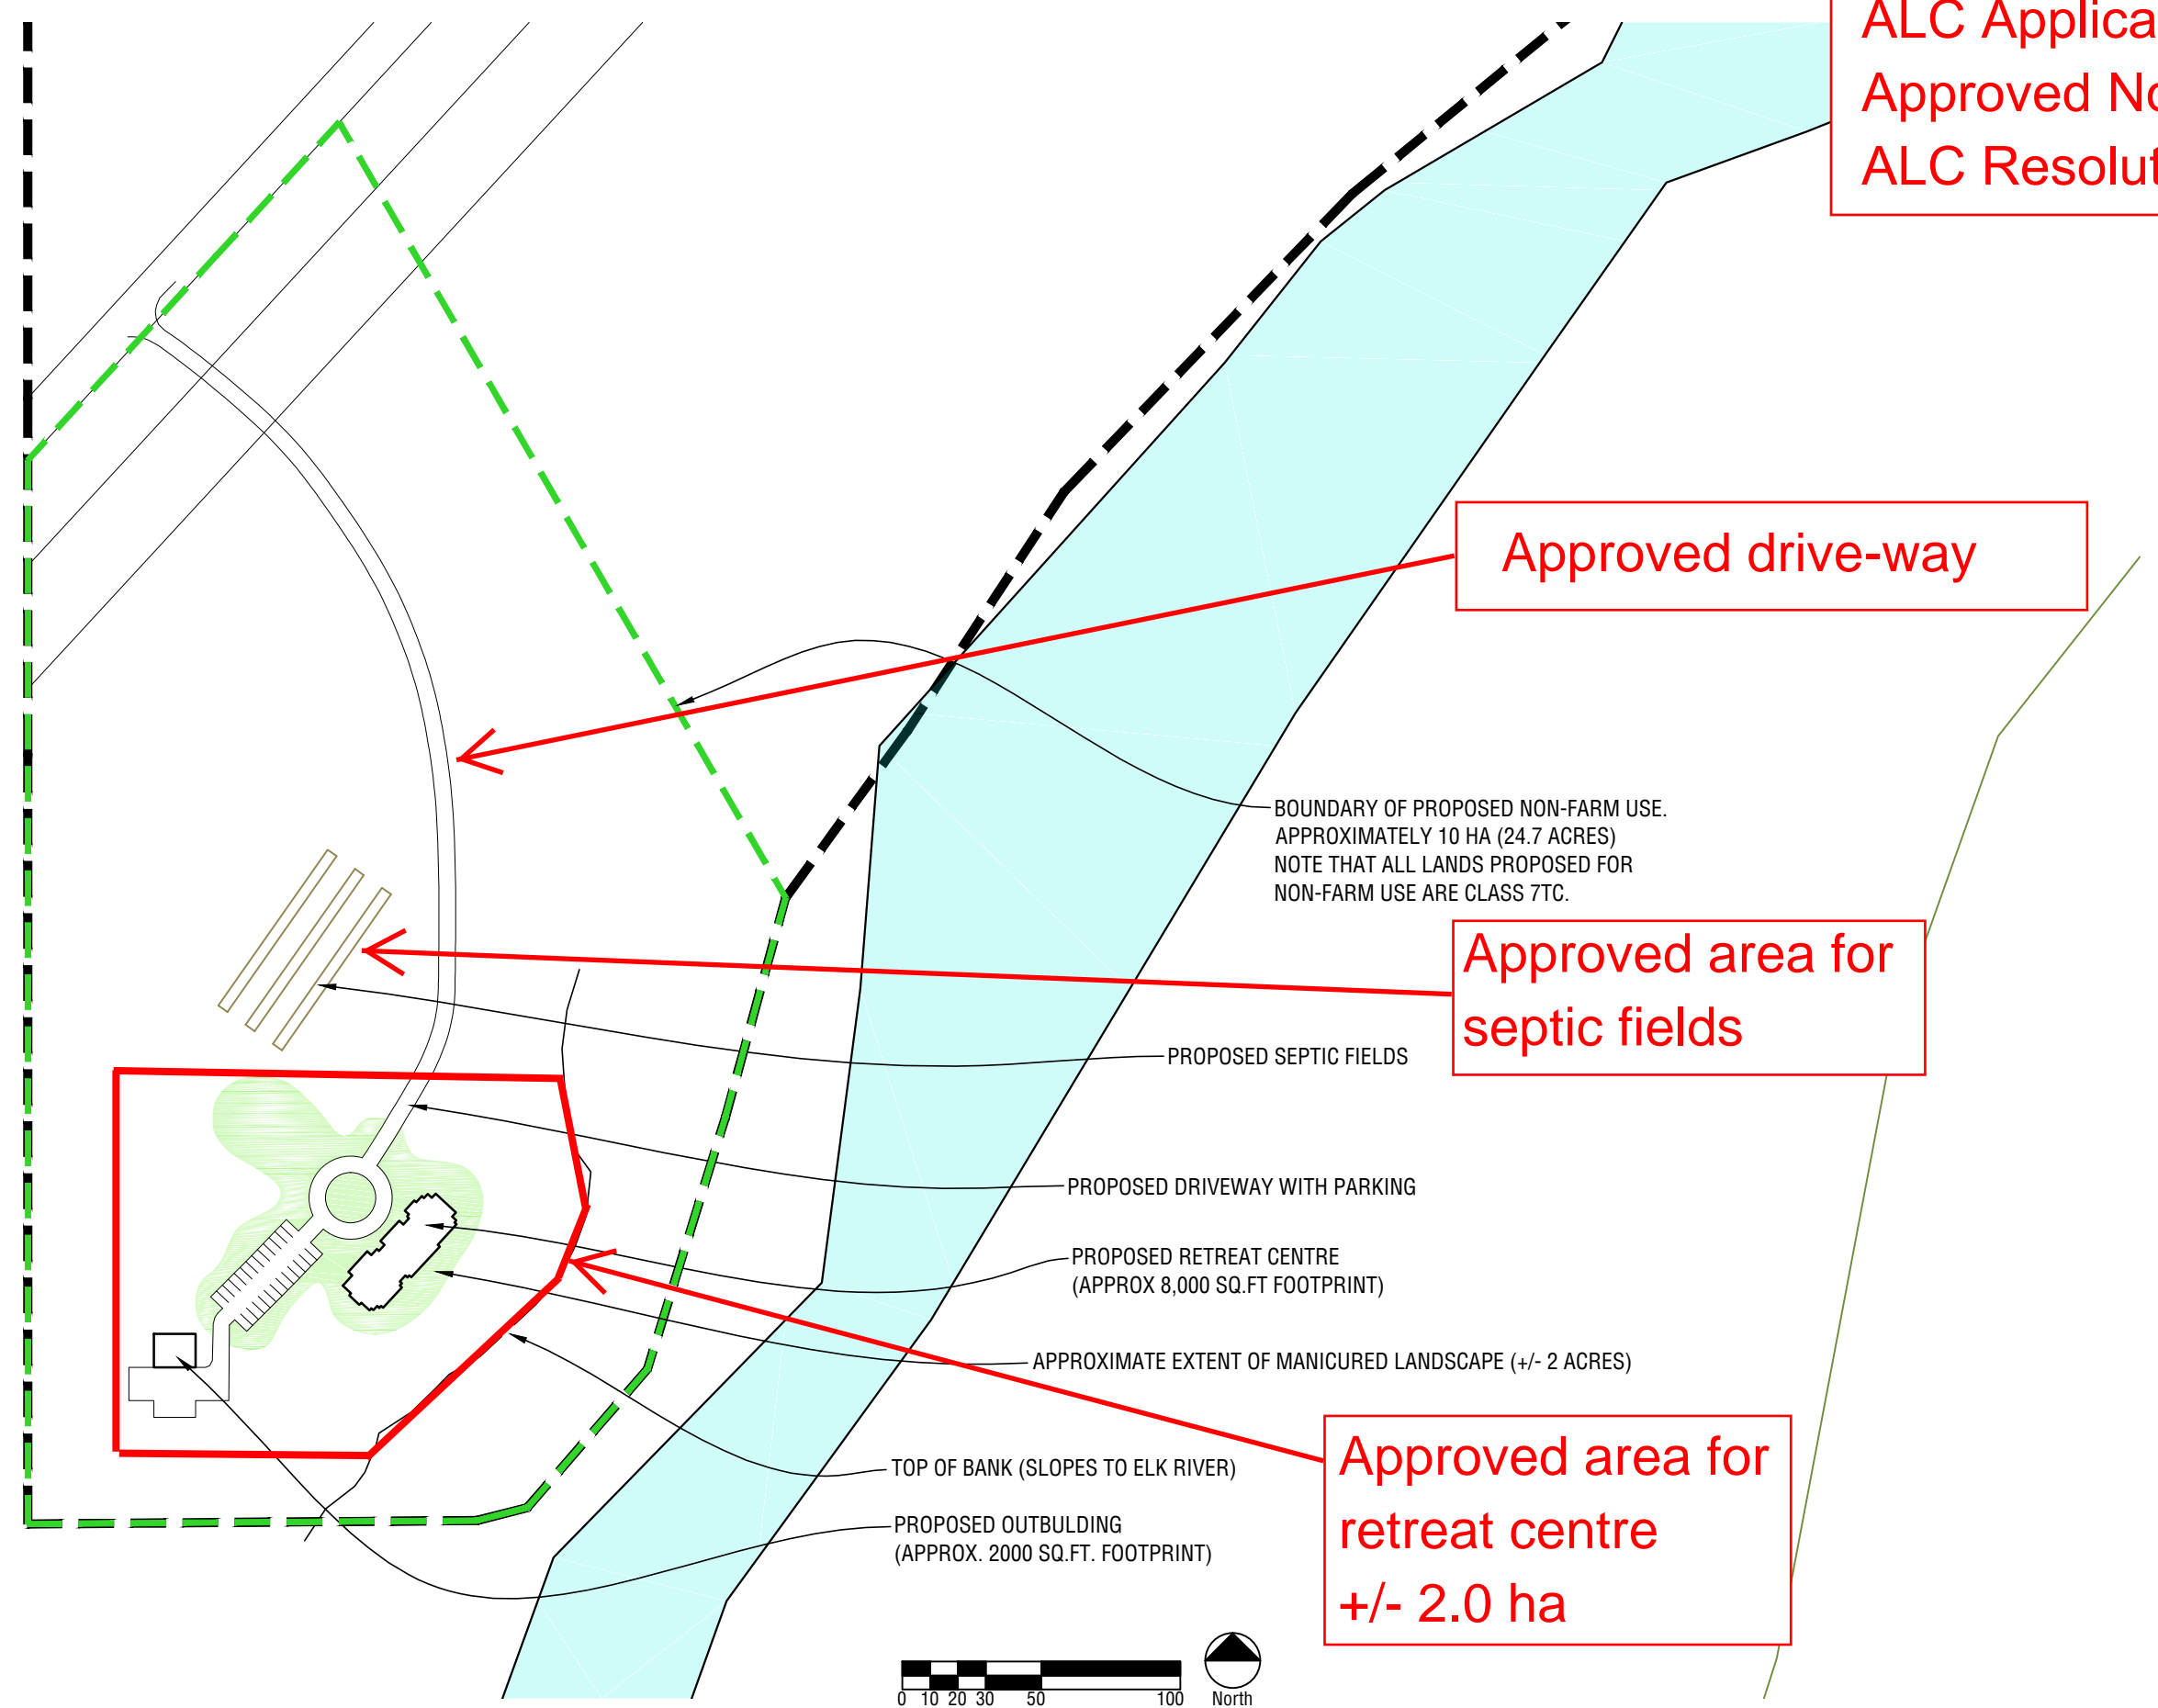 ALC
Approved
ALC
Approved drive-way
BOUNDARY OF PROPOSED NON-FARM USE.
APPROXIMATELY 10 HA (24.7 ACRES)
NOTE THAT ALL LANDS PROPOSED FOR
NON-FARM USE ARE CLASS 7TC.
Approved area for
septic fields
PROPOSED SEPTIC FIELDS
PROPOSED DRIVEWAY WITH PARKING
PROPOSED RETREAT CENTRE
(APPROX 8,000 SQ.FT FOOTPRINT)
APPROXIMATE EXTENT OF MANICURED LANDSCAPE (+/- 2 ACRES)
Approved area for
retreat centre
+/- 2.0 ha
TOP OF BANK (SLOPES TO ELK RIVER)
PROPOSED OUTBULDING
(APPROX. 2000 SQ.FT. FOOTPRINT)
0 10 20 30 50 100
North